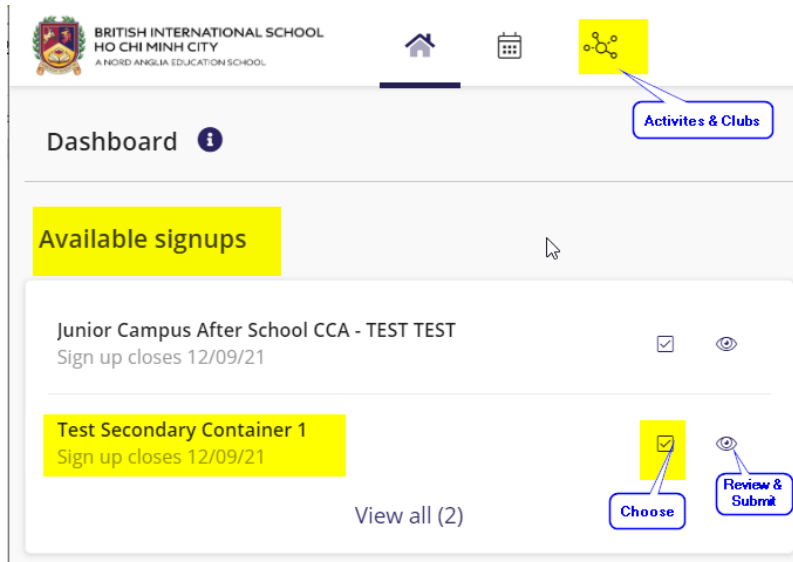 BRITISH INTERNATIONAL SCHOOL
HO CHI MINH CITY
A NORD ANGLIA EDUCATION SCHOOL
Activites & Clubs
Dashboard
Available signups
Junior Campus After School CCA - TEST TEST
Sign up closes 12/09/21
Test Secondary Container 1
Sign up closes 12/09/21
Review &
Submit
Choose
View all (2)